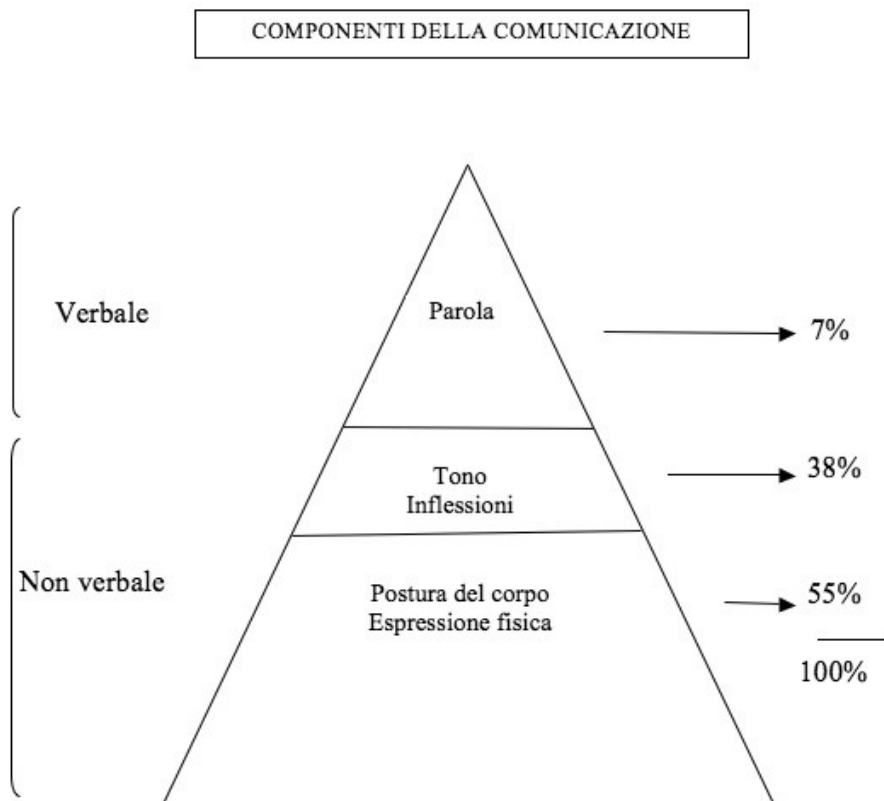 COMPONENTI DELLA COMUNICAZIONE
Verbale
Parola
7%
Tono
Inflessioni
38%
Non verbale
Postura del corpo
Espressione fisica
55%
100%